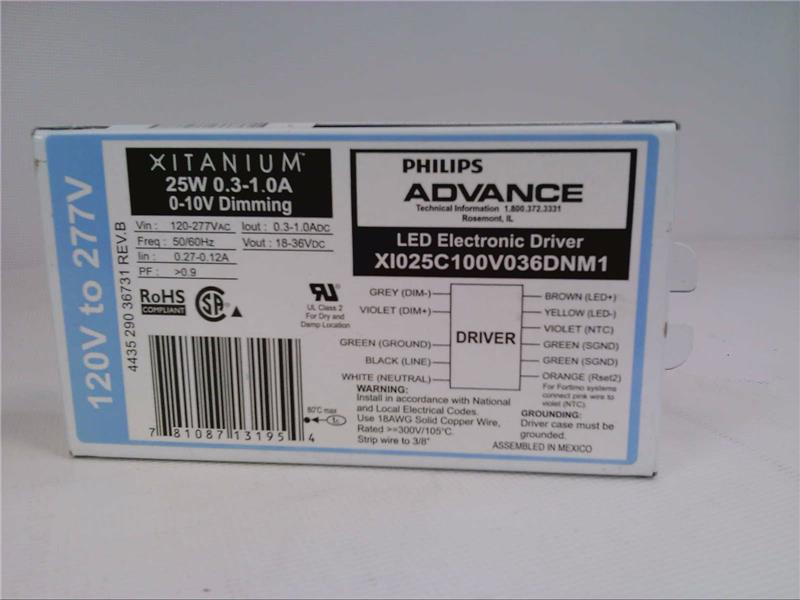 120V to 277V
4435 290 36731 REV.B
XITANIUM™
25W 0.3-1.0A
0-10V Dimming
Vin : 120-277VAC Iout : 0.3-1.0ADC
Freq : 50/60Hz Vout : 18-36VDC
Iin : 0.27-0.12A
PF : >0.9
RoHS
COMPLIANT
SA
UL Class 2
For Dry and
Damp Location
7 81087 13195 4
80°C max
tc
PHILIPS
ADVANCE
Technical Information 1.800.372.3331
Rosemont, IL
LED Electronic Driver
XI025C100V036DNM1
GREY (DIM-)
VIOLET (DIM+)
GREEN (GROUND)
BLACK (LINE)
WHITE (NEUTRAL)
DRIVER
BROWN (LED+)
YELLOW (LED-)
VIOLET (NTC)
GREEN (SGND)
GREEN (SGND)
ORANGE (Rset2)
For Fortimo systems
connect pink wire to
violet (NTC).
WARNING:
Install in accordance with National
and Local Electrical Codes.
Use 18AWG Solid Copper Wire,
Rated >=300V/105°C.
Strip wire to 3/8"
GROUNDING:
Driver case must be
grounded.
ASSEMBLED IN MEXICO